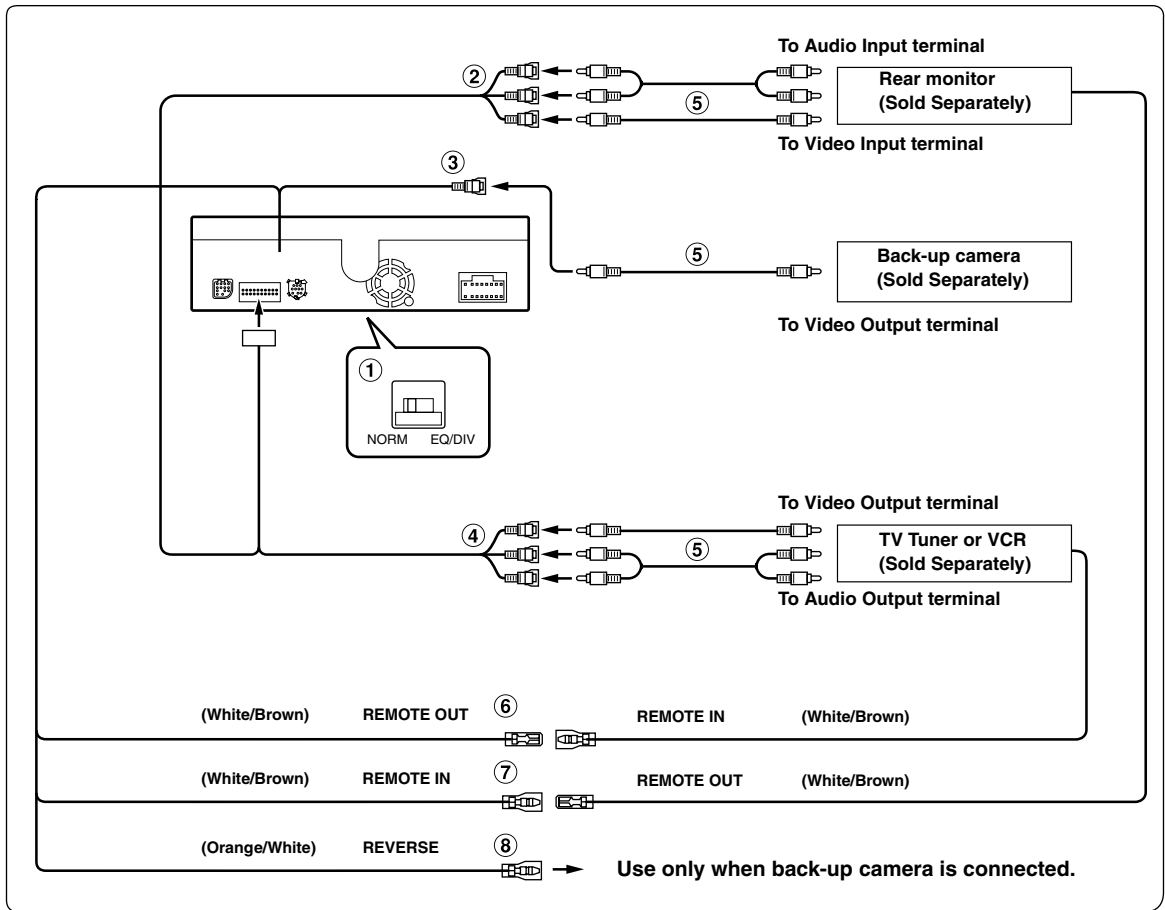 To Audio Input terminal
②
Rear monitor
(Sold Separately)
⑤
To Video Input terminal
③
⑤
Back-up camera
(Sold Separately)
To Video Output terminal
①
NORM EQ/DIV
To Video Output terminal
④
⑤
TV Tuner or VCR
(Sold Separately)
To Audio Output terminal
(White/Brown) REMOTE OUT ⑥ REMOTE IN (White/Brown)
(White/Brown) REMOTE IN ⑦ REMOTE OUT (White/Brown)
(Orange/White) REVERSE ⑧ Use only when back-up camera is connected.